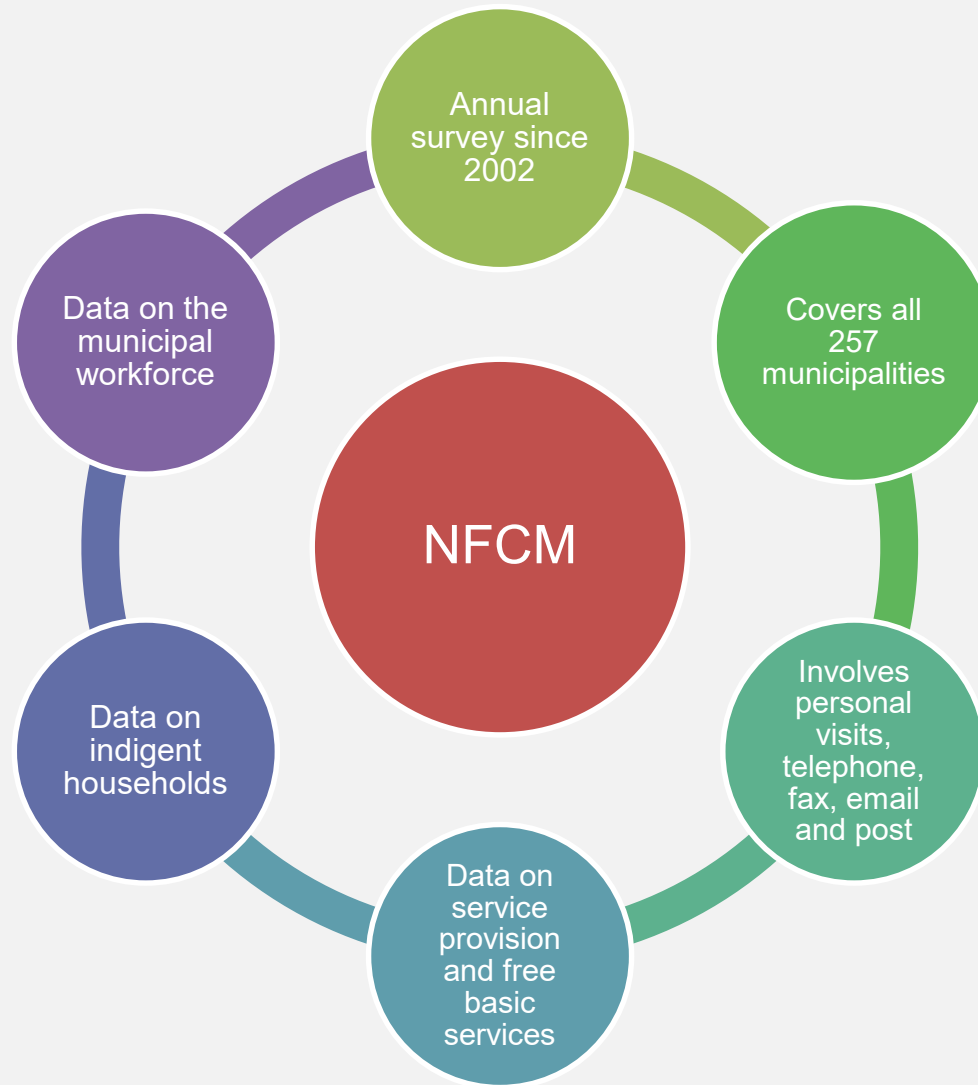 Annual
survey since
2002
Covers all
257
municipalities
Involves
personal
visits,
telephone,
fax, email
and post
Data on
service
provision
and free
basic
services
Data on
indigent
households
Data on the
municipal
workforce
NFCM